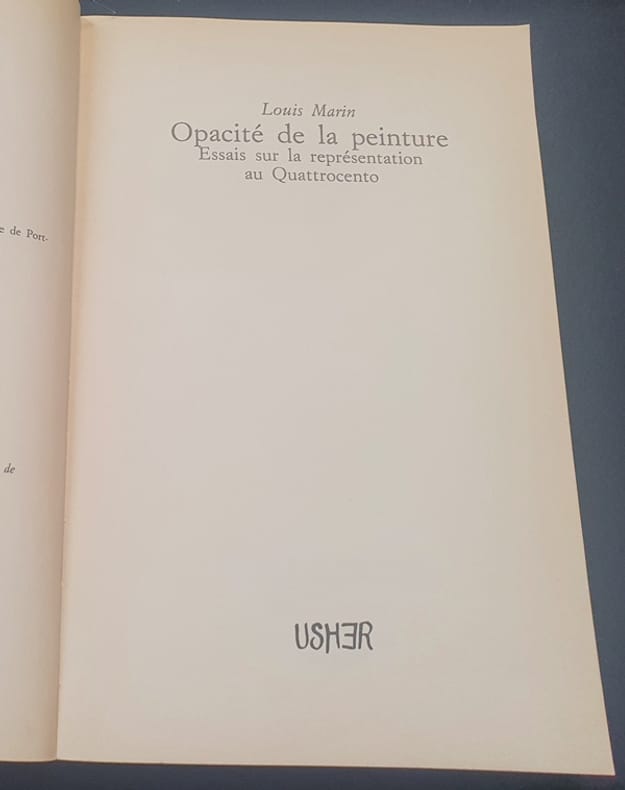 e de Port-
de
Louis Marin
Opacité de la peinture
Essais sur la représentation
au Quattrocento
USHER